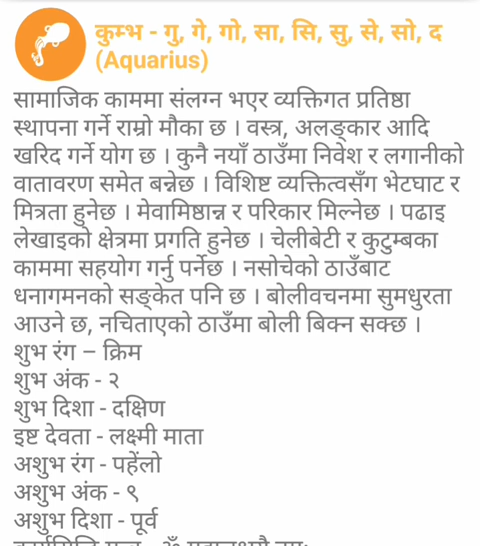 कुम्भ - गु, गे, गो, सा, सि, सु, से, सो, द
(Aquarius)
सामाजिक काममा संलग्न भएर व्यक्तिगत प्रतिष्ठा
स्थापना गर्ने राम्रो मौका छ । वस्त्र, अलङ्कार आदि
खरिद गर्ने योग छ । कुनै नयाँ ठाउँमा निवेश र लगानीको
वातावरण समेत बन्नेछ । विशिष्ट व्यक्तित्वसँग भेटघाट र
मित्रता हुनेछ । मेवामिष्ठान्न र परिकार मिल्नेछ । पढाइ
लेखाइको क्षेत्रमा प्रगति हुनेछ । चेलीबेटी र कुटुम्बका
काममा सहयोग गर्नु पर्नेछ । नसोचेको ठाउँबाट
धनागमनको सङ्केत पनि छ । बोलीवचनमा सुमधुरता
आउने छ, नचिताएको ठाउँमा बोली बिक्न सक्छ ।
शुभ रंग – क्रिम
शुभ अंक - २
शुभ दिशा - दक्षिण
इष्ट देवता - लक्ष्मी माता
अशुभ रंग - पहेंलो
अशुभ अंक - ९
अशुभ दिशा - पूर्व